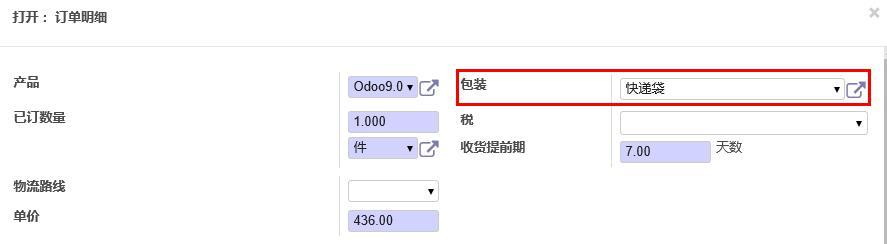 打开： 订单明细
产品 Odoo9.0 包装 快递袋
已订数量 1.000 税
件 收货提前期 7.00 天数
物流路线
单价 436.00